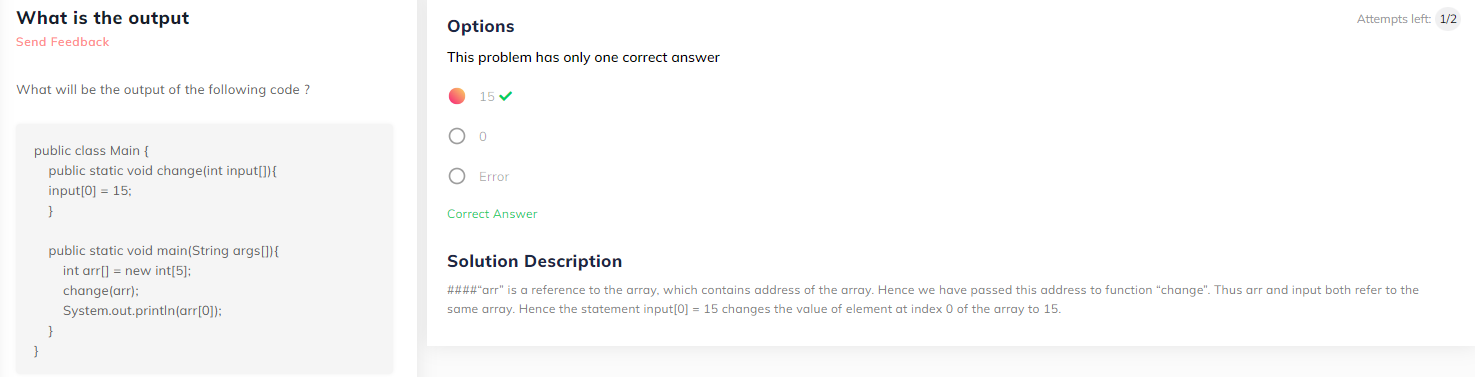 What is the output
Send Feedback
What will be the output of the following code ?
public class Main {
public static void change(int input[]){
input[0] = 15;
}
public static void main(String args[]){
int arr[] = new int[5];
change(arr);
System.out.println(arr[0]);
}
}
Options
Attempts left: 1/2
This problem has only one correct answer
15
0
Error
Correct Answer
Solution Description
####“arr” is a reference to the array, which contains address of the array. Hence we have passed this address to function “change”. Thus arr and input both refer to the
same array. Hence the statement input[0] = 15 changes the value of element at index 0 of the array to 15.